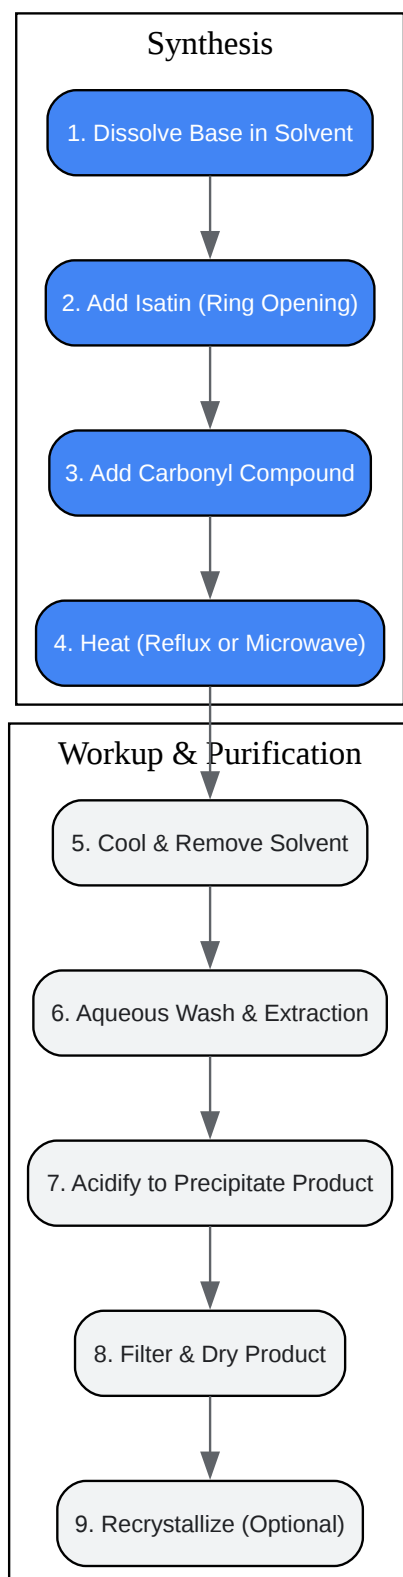 Synthesis
1. Dissolve Base in Solvent
2. Add Isatin (Ring Opening)
3. Add Carbonyl Compound
4. Heat (Reflux or Microwave)
Workup & Purification
5. Cool & Remove Solvent
6. Aqueous Wash & Extraction
7. Acidify to Precipitate Product
8. Filter & Dry Product
9. Recrystallize (Optional)